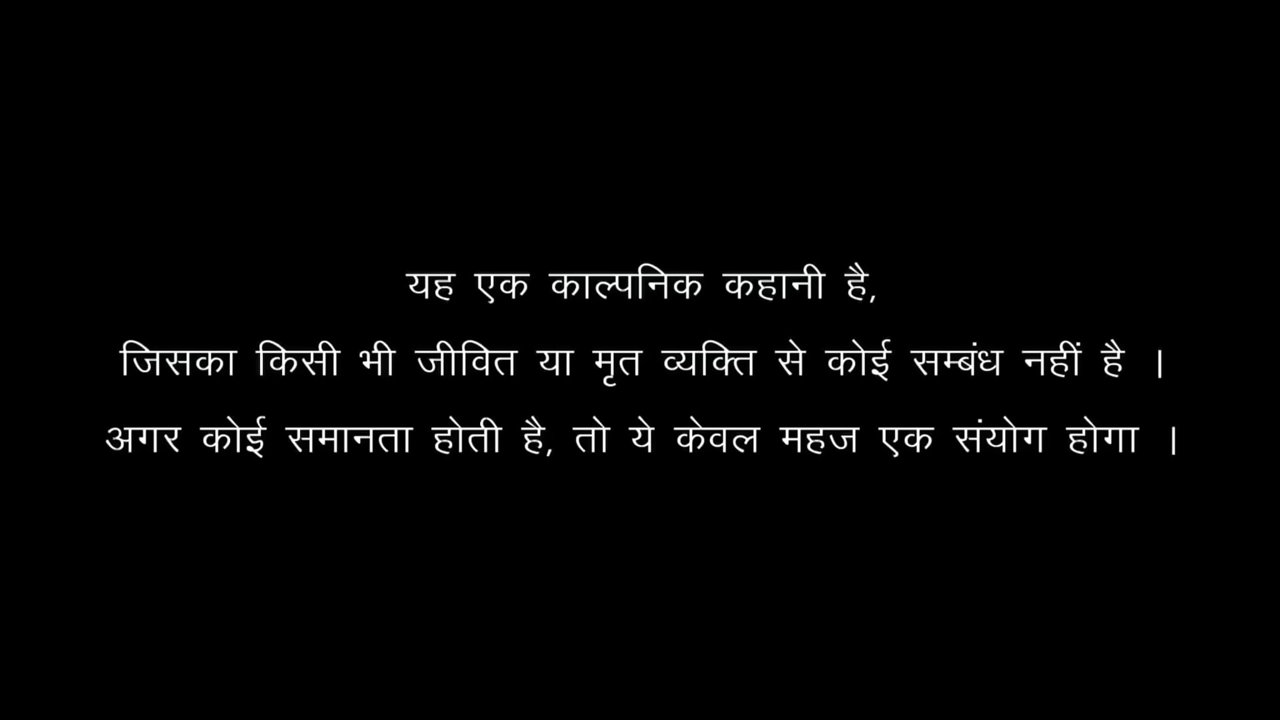 यह एक काल्पनिक कहानी है,
जिसका किसी भी जीवित या मृत व्यक्ति से कोई सम्बंध नहीं है ।
अगर कोई समानता होती है, तो ये केवल महज एक संयोग होगा ।